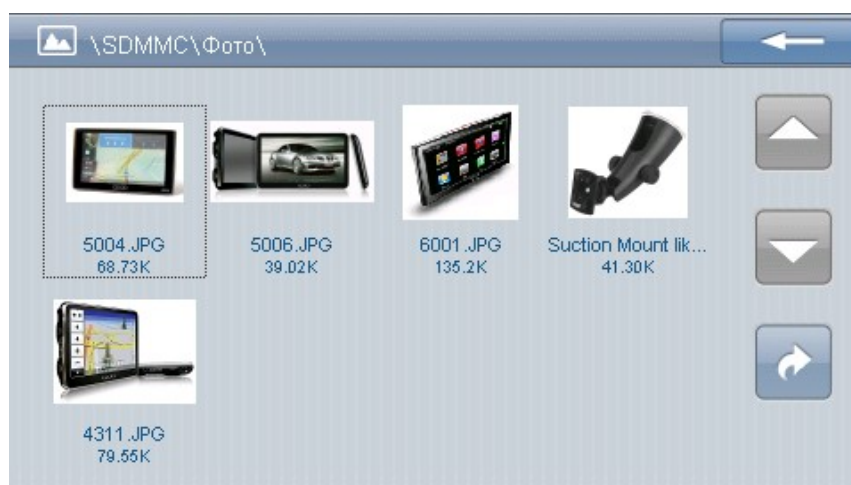 \SDMMC\Фото\
5004.JPG
68.73K
5006.JPG
39.02K
6001.JPG
135.2K
Suction Mount lik...
41.30K
4311.JPG
79.55K